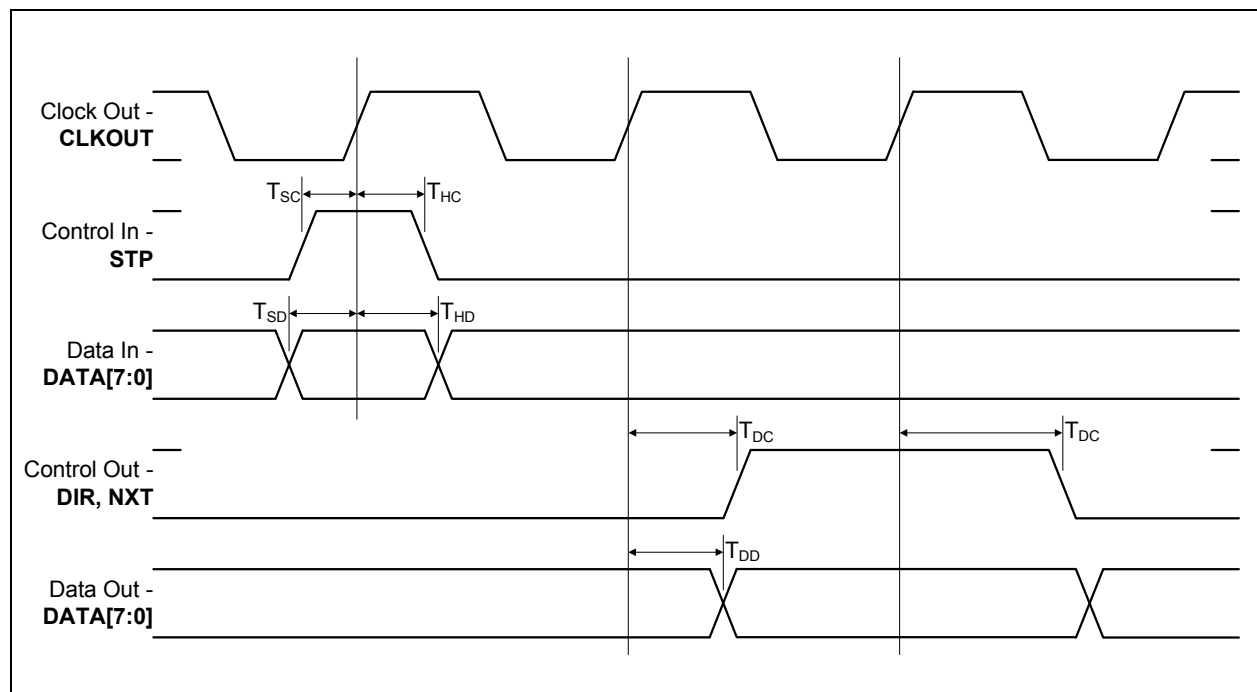 Clock Out -
CLKOUT
T_SC T_HC
Control In -
STP
T_SD T_HD
Data In -
DATA[7:0]
T_DC T_DC
Control Out -
DIR, NXT
T_DD
Data Out -
DATA[7:0]